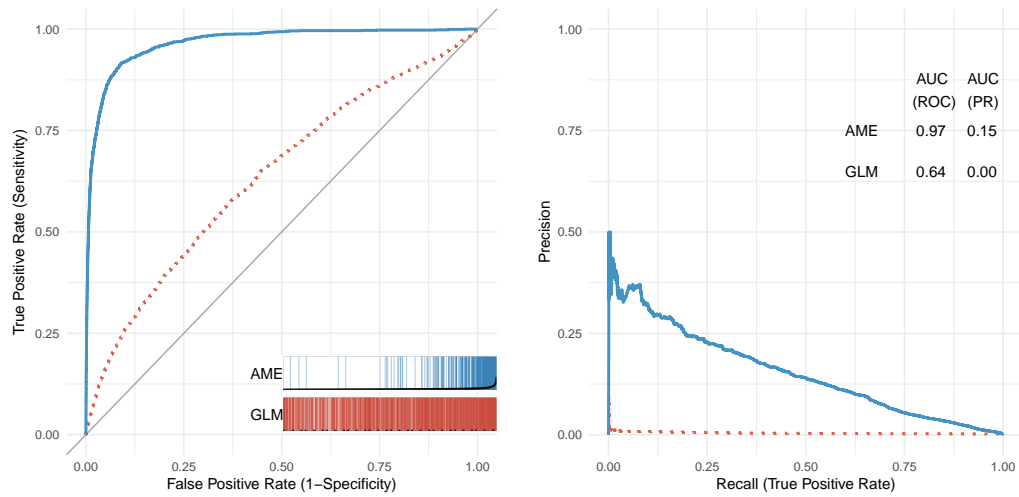 1.00
0.75
0.50
0.25
0.00
True Positive Rate (Sensitivity)
AME
GLM
0.00 0.25 0.50 0.75 1.00
False Positive Rate (1−Specificity)
1.00
0.75
0.50
0.25
0.00
Precision
AUC AUC
(ROC) (PR)
AME 0.97 0.15
GLM 0.64 0.00
0.00 0.25 0.50 0.75 1.00
Recall (True Positive Rate)